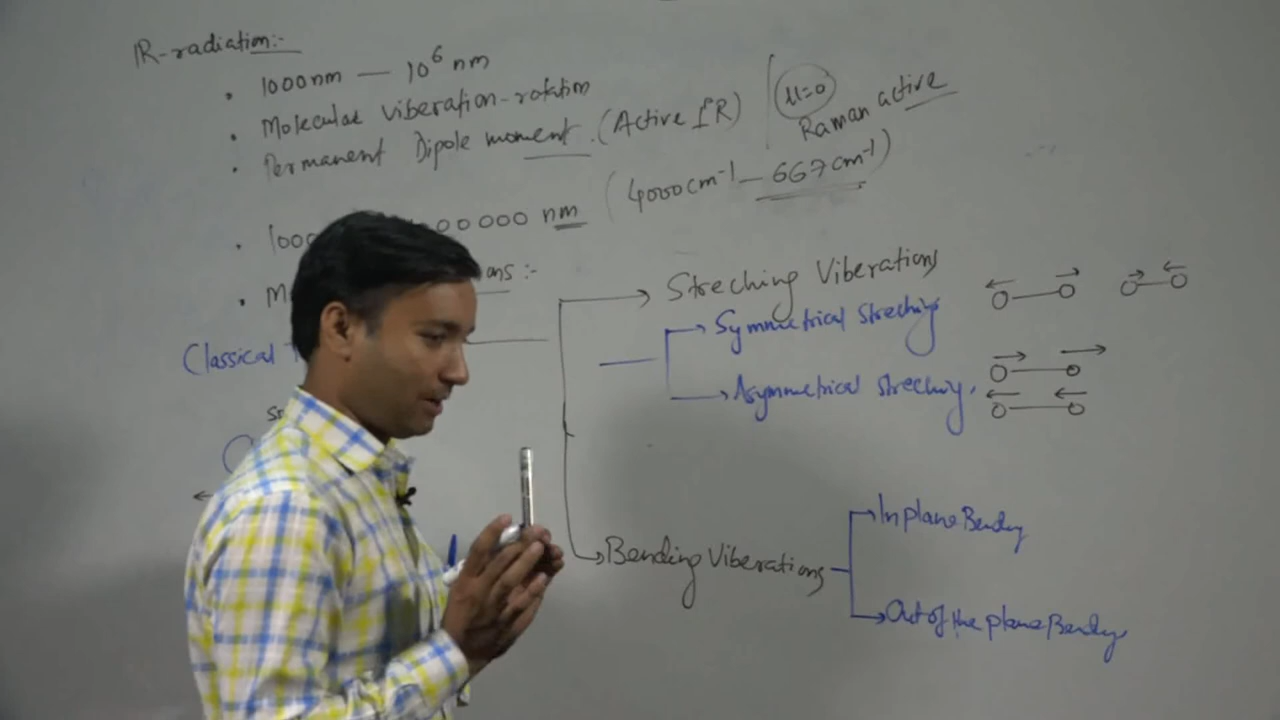 IR-radiation:-
• 1000nm — 10⁶ nm
• Molecular viberation-rotation
• Permanent Dipole moment. (Active IR)
μ=0
Raman active
• 1000 00000 nm (4000cm⁻¹ — 667cm⁻¹)
• M ons :-
Streching Viberations
Symmetrical Streching
Classical
Asymmetrical Streching.
Inplane Bending
Bending Viberations
Out of the plane Bending